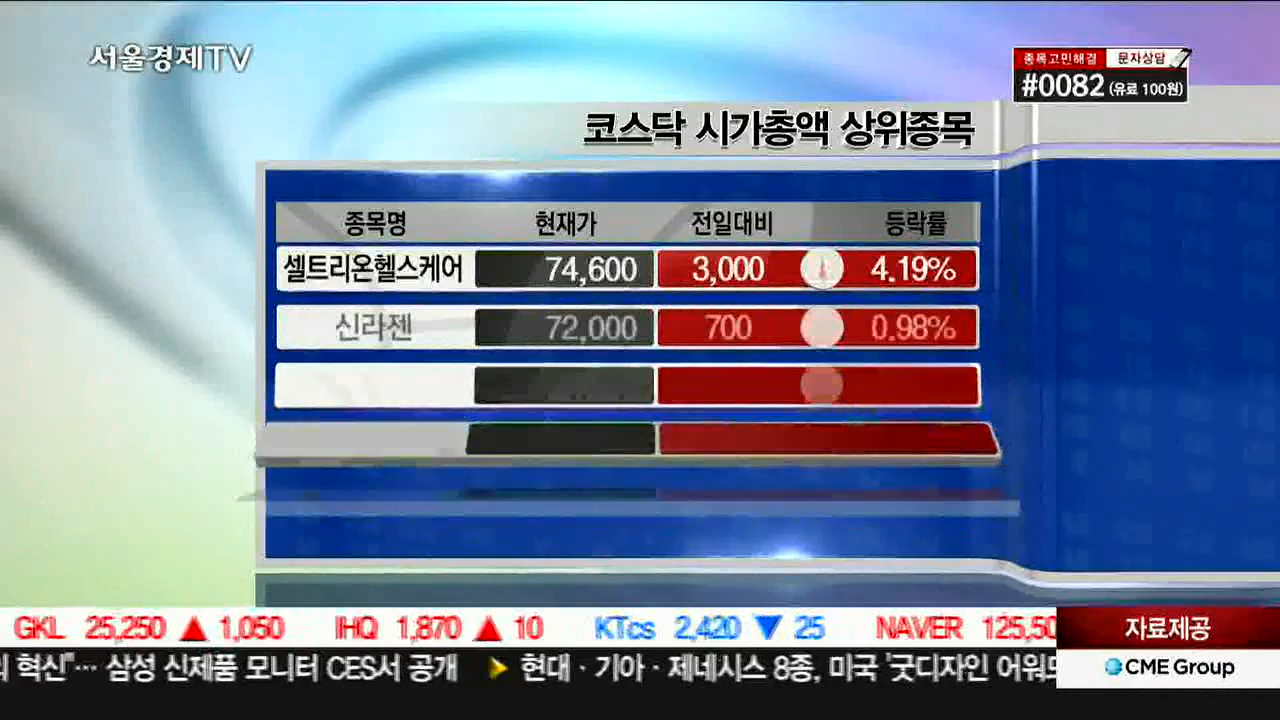 서울경제TV
종목고민해결 문자상담
#0082 (유료 100원)
코스닥 시가총액 상위종목
종목명 현재가 전일대비 등락률
셀트리온헬스케어 74,600 3,000 4.19%
신라젠 72,000 700 0.98%
GKL 25,250 ▲ 1,050 IHQ 1,870 ▲ 10 KTcs 2,420 ▼ 25 NAVER 125,50
자료제공
혁신"… 삼성 신제품 모니터 CES서 공개 ▶ 현대·기아·제네시스 8종, 미국 '굿디자인 어워드
CME Group